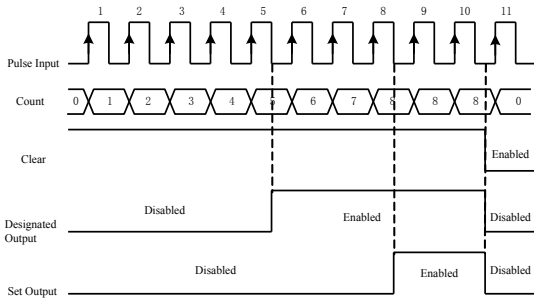 1 2 3 4 5 6 7 8 9 10 11
Pulse Input
Count 0 1 2 3 4 5 6 7 8 8 8 0
Clear Enabled
Designated
Output
Disabled Enabled Disabled
Set Output Disabled Enabled Disabled